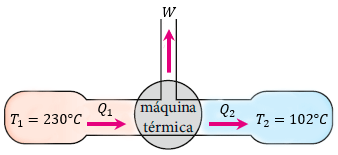 W
T₁ = 230°C
Q₁
máquina
térmica
Q₂
T₂ = 102°C